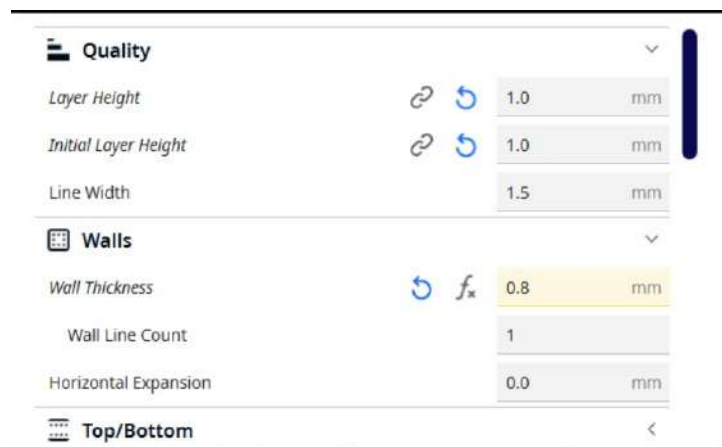 Quality
Layer Height 1.0 mm
Initial Layer Height 1.0 mm
Line Width 1.5 mm
Walls
Wall Thickness fx 0.8 mm
Wall Line Count 1
Horizontal Expansion 0.0 mm
Top/Bottom